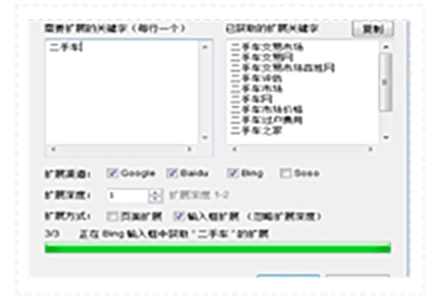 需要扩展的关键字（每行一个）
已获取的扩展关键字
复制
二手车
二手车交易市场
二手车交易网
二手车交易市场百姓网
二手车评估
二手车市场
二手车网
二手车市场价格
二手车过户费用
二手车之家
扩展渠道： Google Baidu Bing Soso
扩展深度： 1 扩展深度 1-2
扩展方式： 页面扩展 输入框扩展（忽略扩展深度）
3/3 正在 Bing 输入框中获取“二手车”的扩展